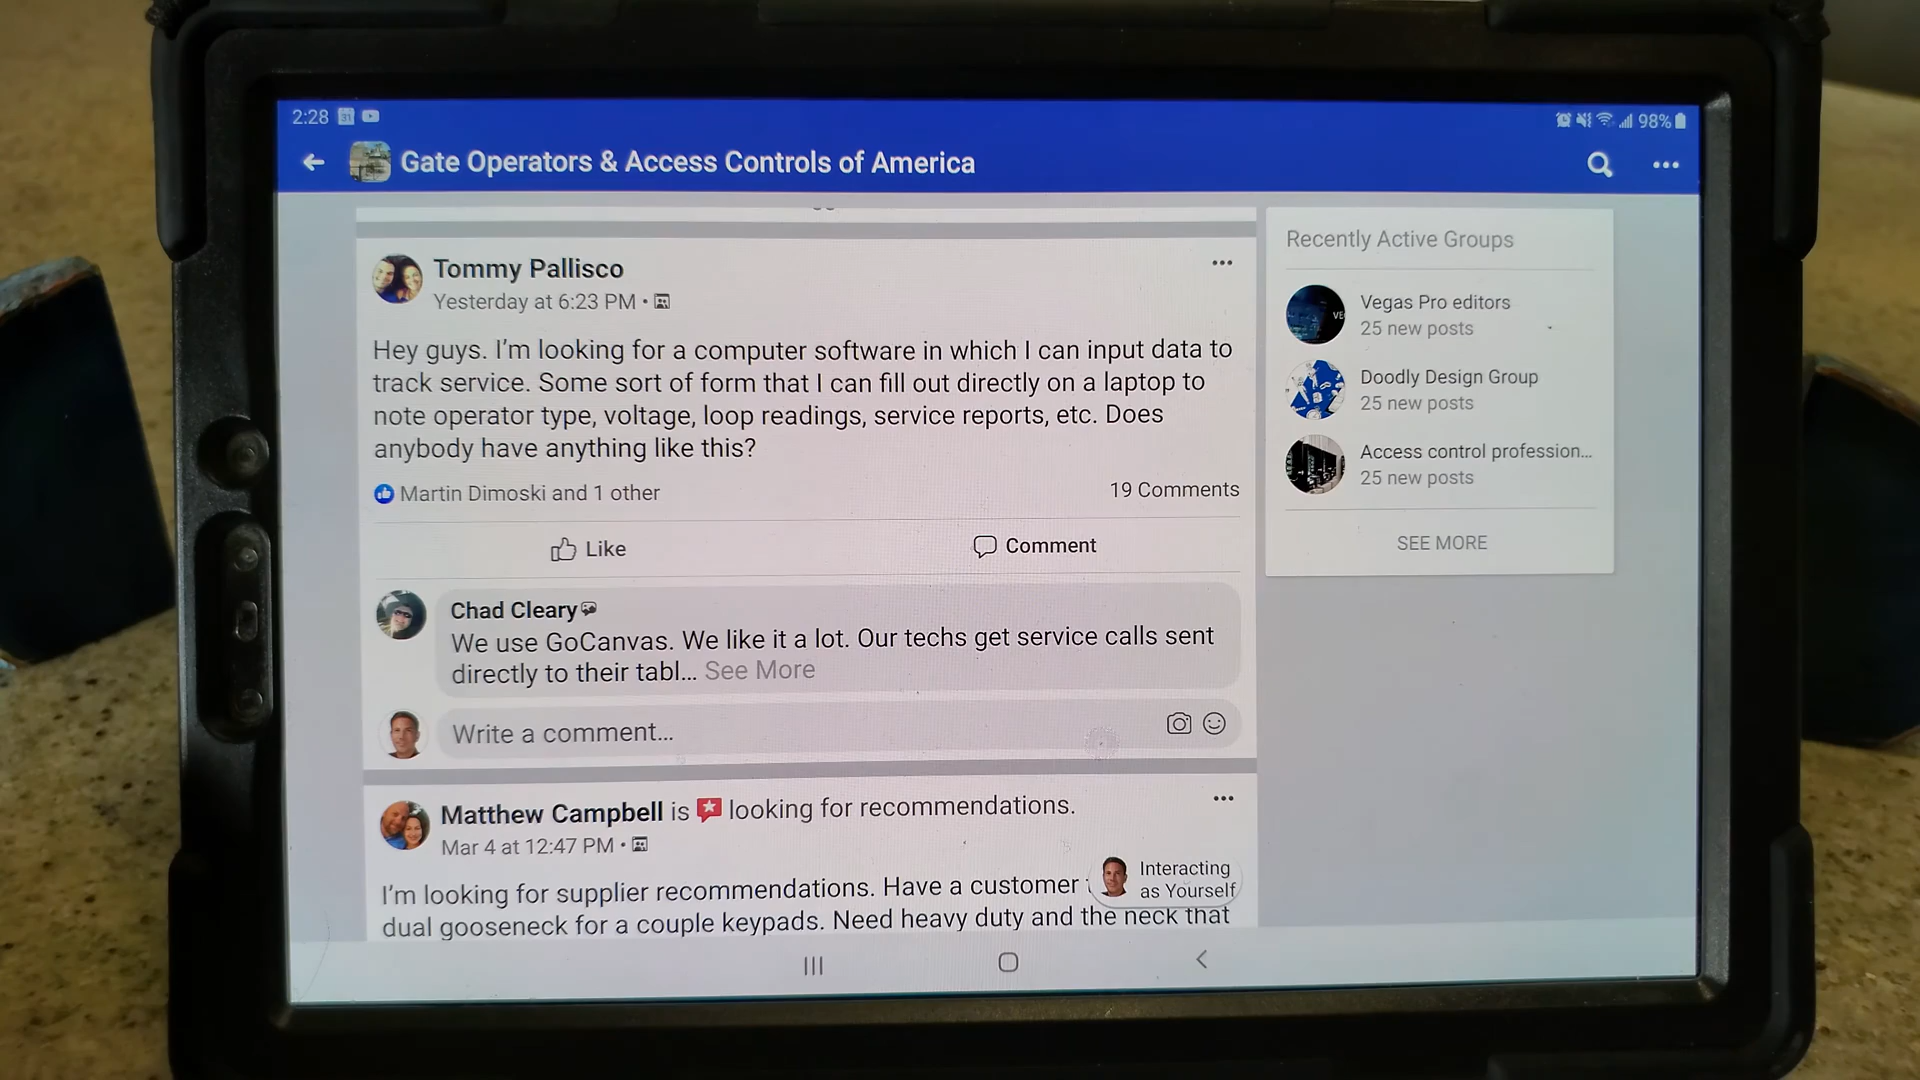 2:28
31
98%
Gate Operators & Access Controls of America
Tommy Pallisco
Yesterday at 6:23 PM •
Hey guys. I'm looking for a computer software in which I can input data to
track service. Some sort of form that I can fill out directly on a laptop to
note operator type, voltage, loop readings, service reports, etc. Does
anybody have anything like this?
Martin Dimoski and 1 other
19 Comments
Like
Comment
Chad Cleary
We use GoCanvas. We like it a lot. Our techs get service calls sent
directly to their tabl... See More
Write a comment...
Matthew Campbell is looking for recommendations.
Mar 4 at 12:47 PM •
I'm looking for supplier recommendations. Have a customer
dual gooseneck for a couple keypads. Need heavy duty and the neck that
Interacting
as Yourself
Recently Active Groups
VE
Vegas Pro editors
25 new posts
Doodly Design Group
25 new posts
Access control profession...
25 new posts
SEE MORE